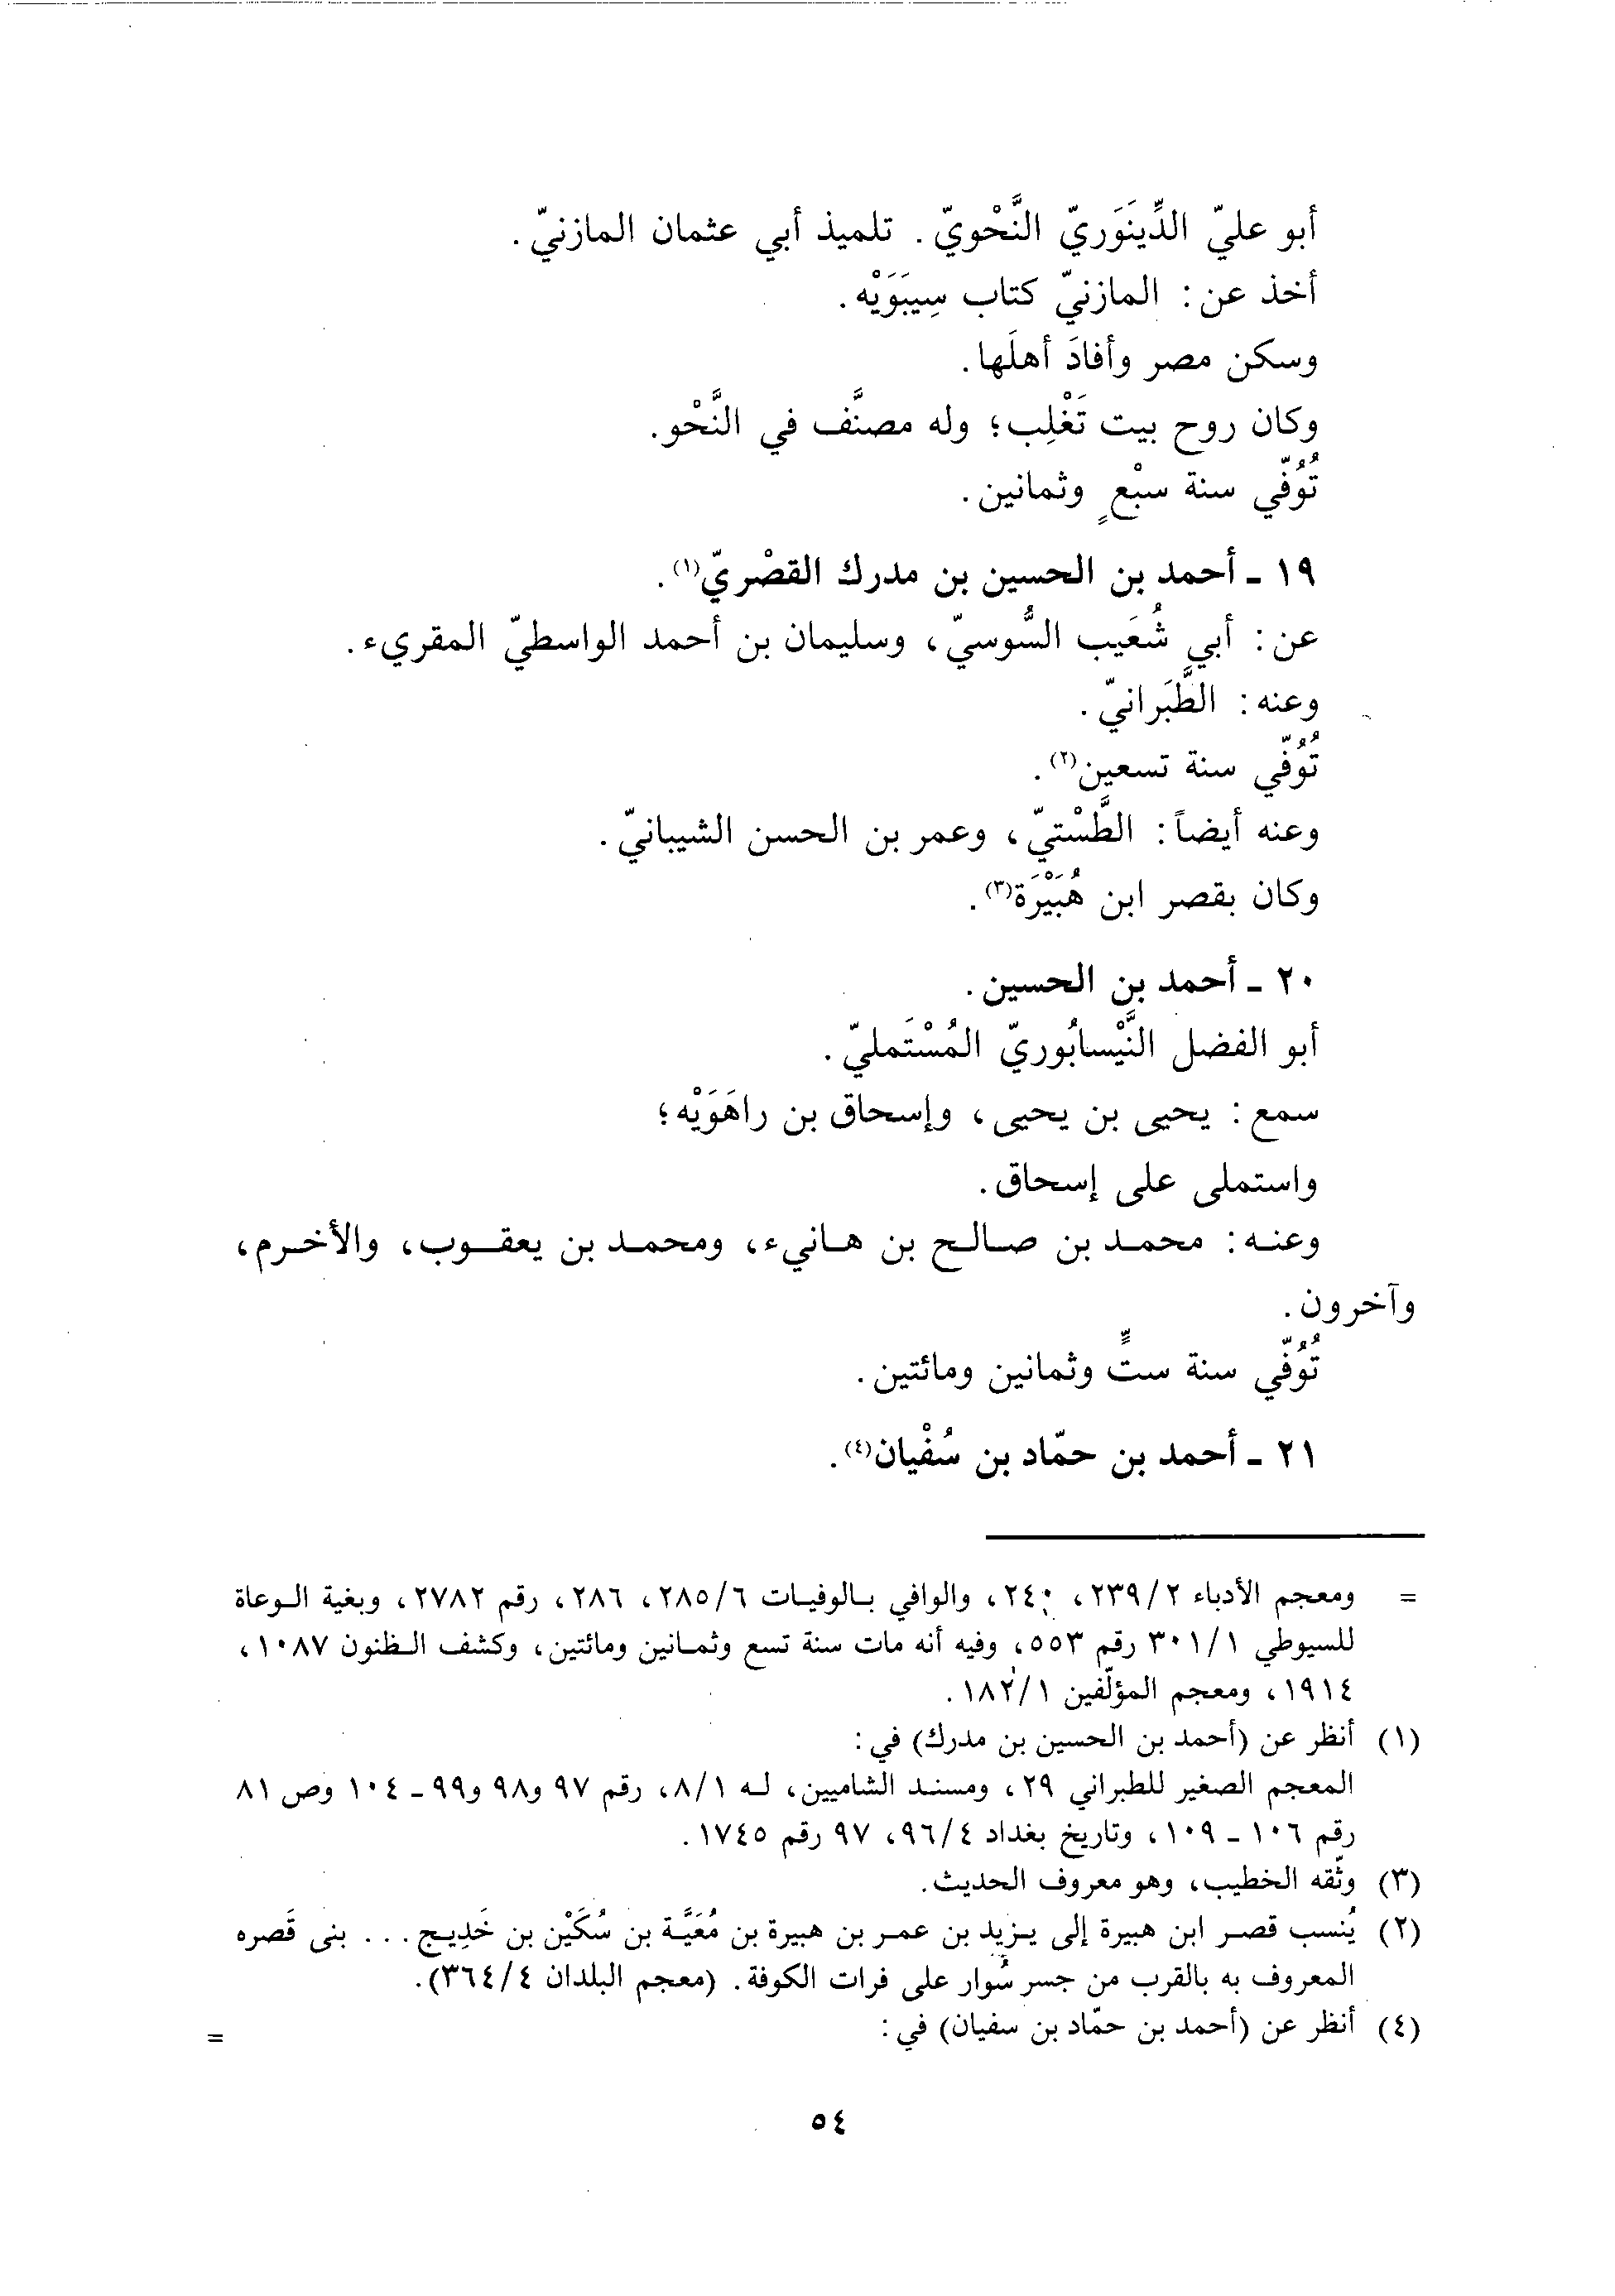 أبو عليّ الدِّينَوَريّ النَّحْويّ. تلميذ أبي عثمان المازنيّ.
أخذ عن: المازنيّ كتاب سِيبَوَيْه.
وسكن مصر وأفادَ أهلَها.
وكان روح بيت تَغْلِب؛ وله مصنَّف في النَّحْو.
تُوُفّي سنة سبْعٍ وثمانين.
١٩ - أحمد بن الحسين بن مدرك القصْريّ(١).
عن: أبي شُعَيب السُّوسيّ، وسليمان بن أحمد الواسطيّ المقريء.
وعنه: الطَّبَرانيّ.
تُوُفّي سنة تسعين(٢).
وعنه أيضاً: الطَّسْتيّ، وعمر بن الحسن الشيبانيّ.
وكان بقصر ابن هُبَيْرَة(٣).
٢٠ - أحمد بن الحسين.
أبو الفضل النَّيْسابُوريّ المُسْتَمليّ.
سمع: يحيى بن يحيى، وإسحاق بن راهَوَيْه؛
واستملى على إسحاق.
وعنه: محمد بن صالح بن هانيء، ومحمد بن يعقوب، والأخرم،
وآخرون.
تُوُفّي سنة ستٍّ وثمانين ومائتين.
٢١ - أحمد بن حمّاد بن سُفْيان(٤).
= ومعجم الأدباء ٢٣٩/٢، ٢٤٠، والوافي بالوفيات ٢٨٥/٦، ٢٨٦، رقم ٢٧٨٢، وبغية الوعاة
للسيوطي ٣٠١/١ رقم ٥٥٣، وفيه أنه مات سنة تسع وثمانين ومائتين، وكشف الظنون ١٠٨٧،
١٩١٤، ومعجم المؤلّفين ١٨٢/١.
(١) أنظر عن (أحمد بن الحسين بن مدرك) في:
المعجم الصغير للطبراني ٢٩، ومسند الشاميين، له ٨/١، رقم ٩٧ و٩٨ و٩٩ - ١٠٤ وص ٨١
رقم ١٠٦ - ١٠٩، وتاريخ بغداد ٩٦/٤، ٩٧ رقم ١٧٤٥.
(٣) وثّقه الخطيب، وهو معروف الحديث.
(٢) يُنسب قصر ابن هبيرة إلى يزيد بن عمر بن هبيرة بن مُعَيَّة بن سُكَيْن بن خَدِيج... بنى قَصره
المعروف به بالقرب من جسر سُوار على فرات الكوفة. (معجم البلدان ٣٦٤/٤).
(٤) أنظر عن (أحمد بن حمّاد بن سفيان) في:
=
٥٤